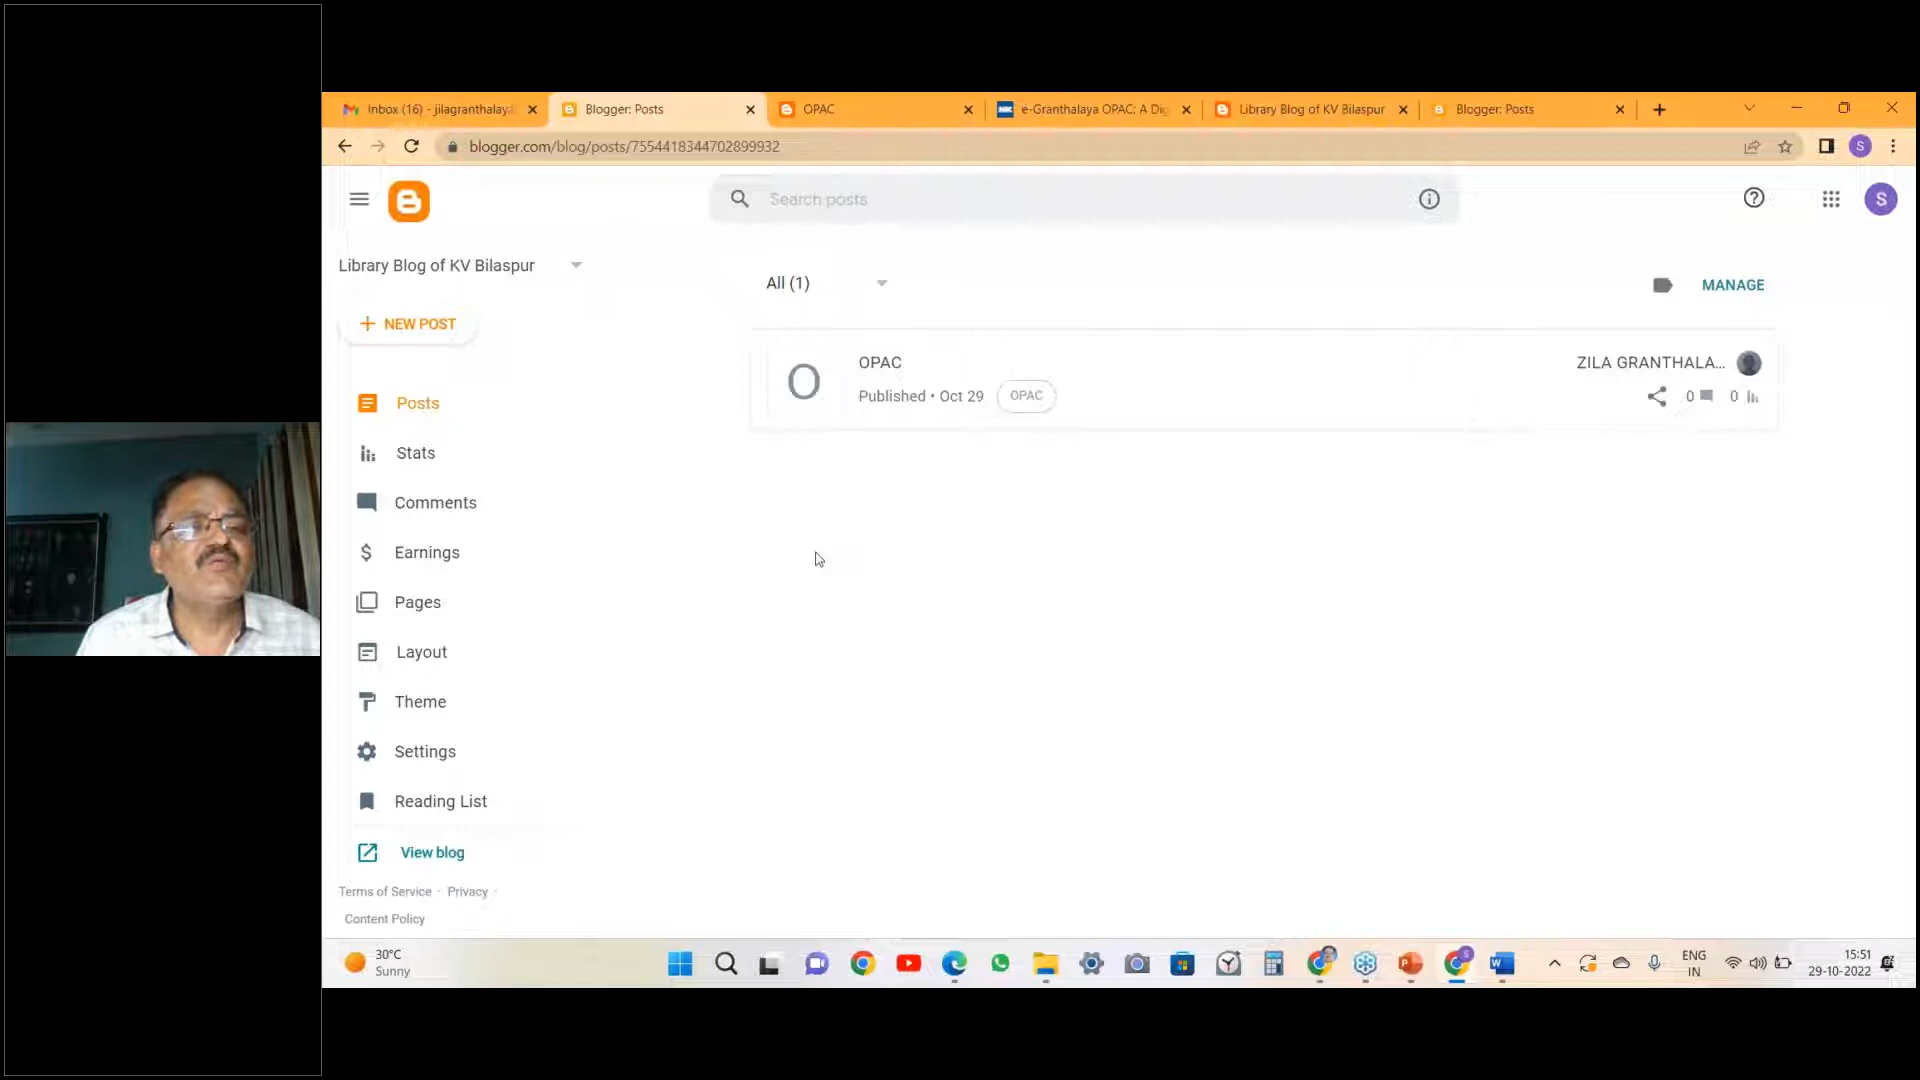 Inbox (16) - jilagranthalaya
Blogger: Posts
OPAC
e-Granthalaya OPAC: A Dig
Library Blog of KV Bilaspur
Blogger: Posts
blogger.com/blog/posts/7554418344702899932
S
Search posts
S
Library Blog of KV Bilaspur
All (1)
MANAGE
NEW POST
O
OPAC
ZILA GRANTHALA...
Published • Oct 29
OPAC
0
0
Posts
Stats
Comments
Earnings
Pages
Layout
Theme
Settings
Reading List
View blog
Terms of Service · Privacy ·
Content Policy
30°C
Sunny
ENG
IN
15:51
29-10-2022